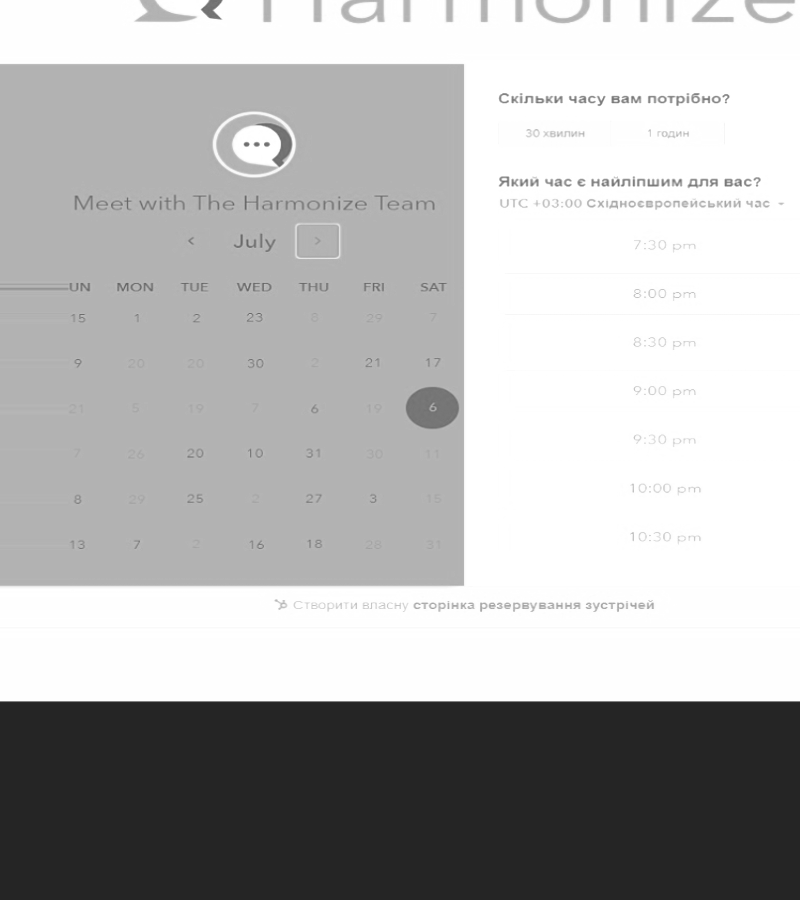 Harmonize
Meet with The Harmonize Team
< July >
UN MON TUE WED THU FRI SAT
15 1 2 23 8 29 7
9 20 20 30 2 21 17
21 5 19 7 6 19 6
7 26 20 10 31 30 11
8 29 25 2 27 3 15
13 7 2 16 18 28 31
Скільки часу вам потрібно?
30 хвилин 1 годин
Який час є найліпшим для вас?
UTC +03:00 Східноєвропейський час
7:30 pm
8:00 pm
8:30 pm
9:00 pm
9:30 pm
10:00 pm
10:30 pm
Створити власну сторінка резервування зустрічей